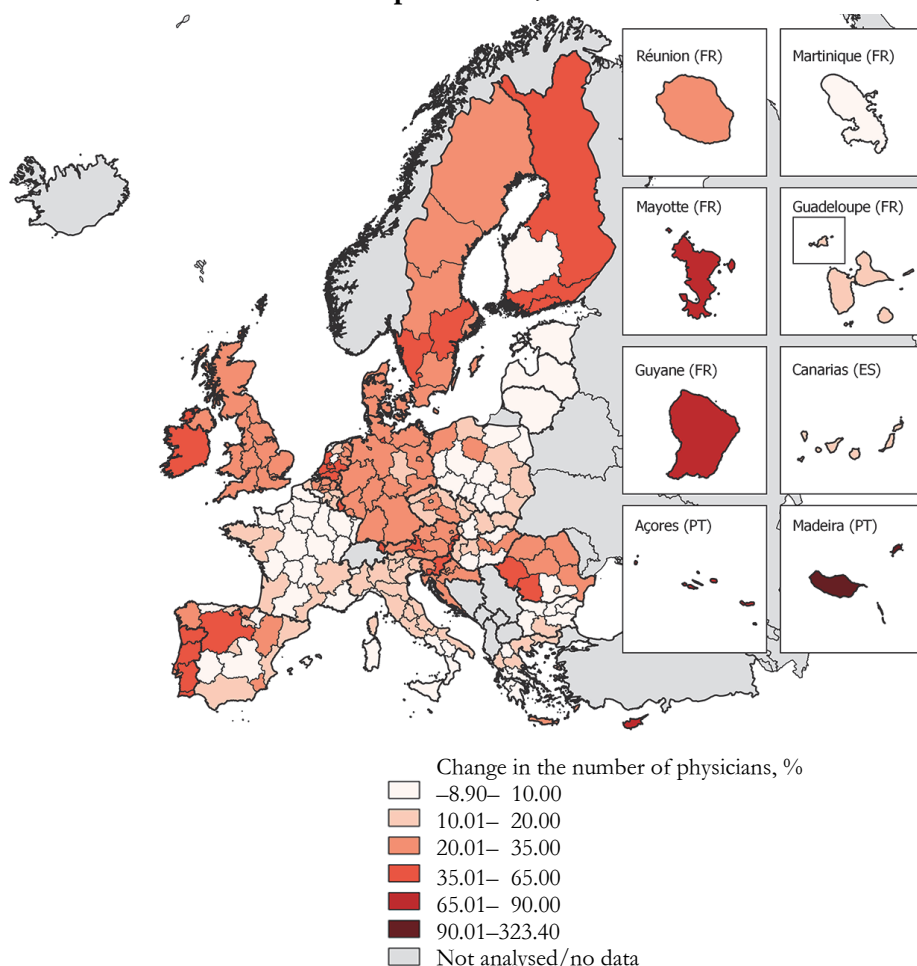 Réunion (FR)
Martinique (FR)
Mayotte (FR)
Guadeloupe (FR)
Guyane (FR)
Canarias (ES)
Açores (PT)
Madeira (PT)
Change in the number of physicians, %
–8.90– 10.00
10.01– 20.00
20.01– 35.00
35.01– 65.00
65.01– 90.00
90.01–323.40
Not analysed/no data